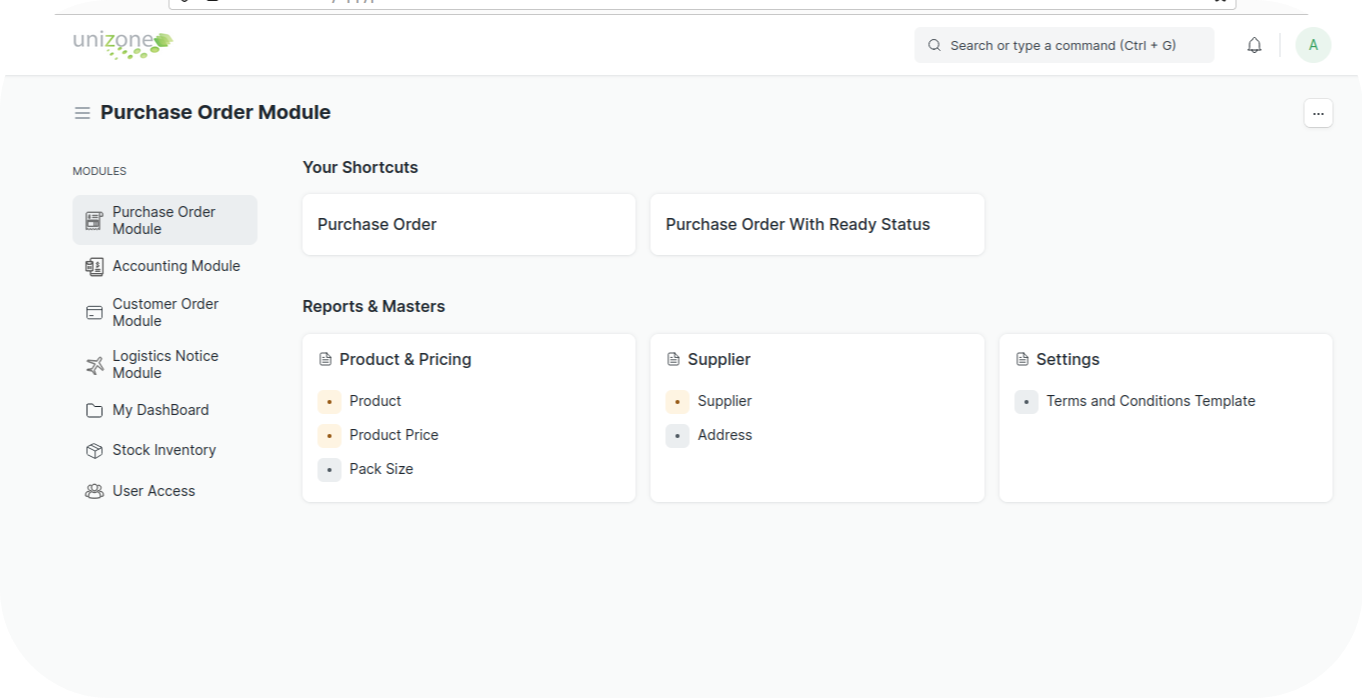 unizone
Search or type a command (Ctrl + G)
A
Purchase Order Module
...
MODULES
Purchase Order
Module
Accounting Module
Customer Order
Module
Logistics Notice
Module
My DashBoard
Stock Inventory
User Access
Your Shortcuts
Purchase Order
Purchase Order With Ready Status
Reports & Masters
Product & Pricing
Product
Product Price
Pack Size
Supplier
Supplier
Address
Settings
Terms and Conditions Template